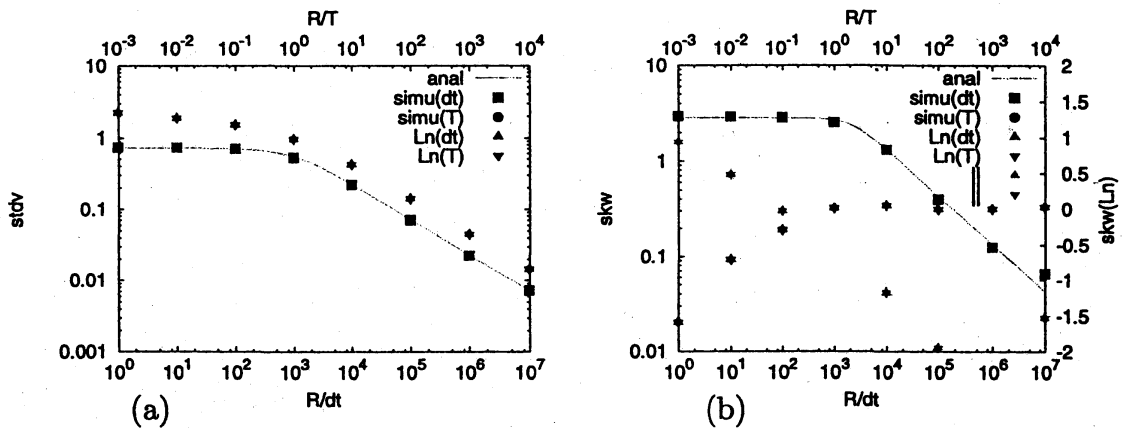 R/T
10^-3 10^-2 10^-1 10^0 10^1 10^2 10^3 10^4
10
1
0.1
0.01
0.001
stdv
anal
simu(dt)
simu(T)
Ln(dt)
Ln(T)
10^0 10^1 10^2 10^3 10^4 10^5 10^6 10^7
R/dt
(a)
R/T
10^-3 10^-2 10^-1 10^0 10^1 10^2 10^3 10^4
10
1
0.1
0.01
skw
anal
simu(dt)
simu(T)
Ln(dt)
Ln(T)
2
1.5
1
0.5
0
-0.5
-1
-1.5
-2
skw(Ln)
10^0 10^1 10^2 10^3 10^4 10^5 10^6 10^7
R/dt
(b)